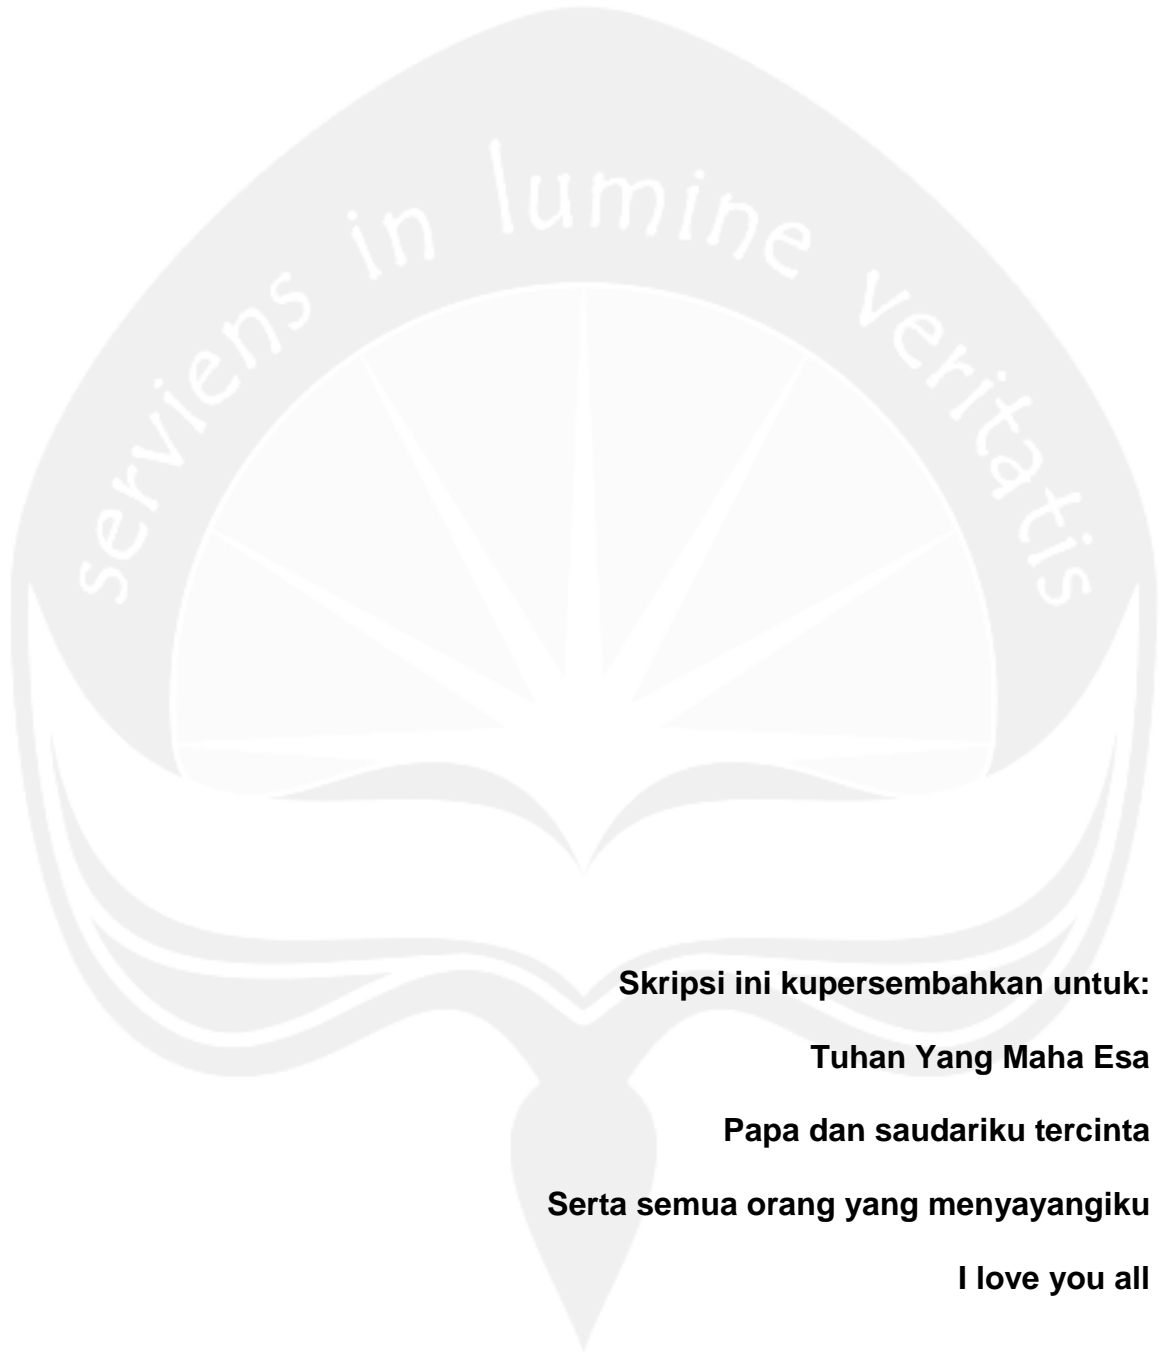 serviens in lumine veritatis
Skripsi ini kupersembahkan untuk:
Tuhan Yang Maha Esa
Papa dan saudariku tercinta
Serta semua orang yang menyayangiku
I love you all